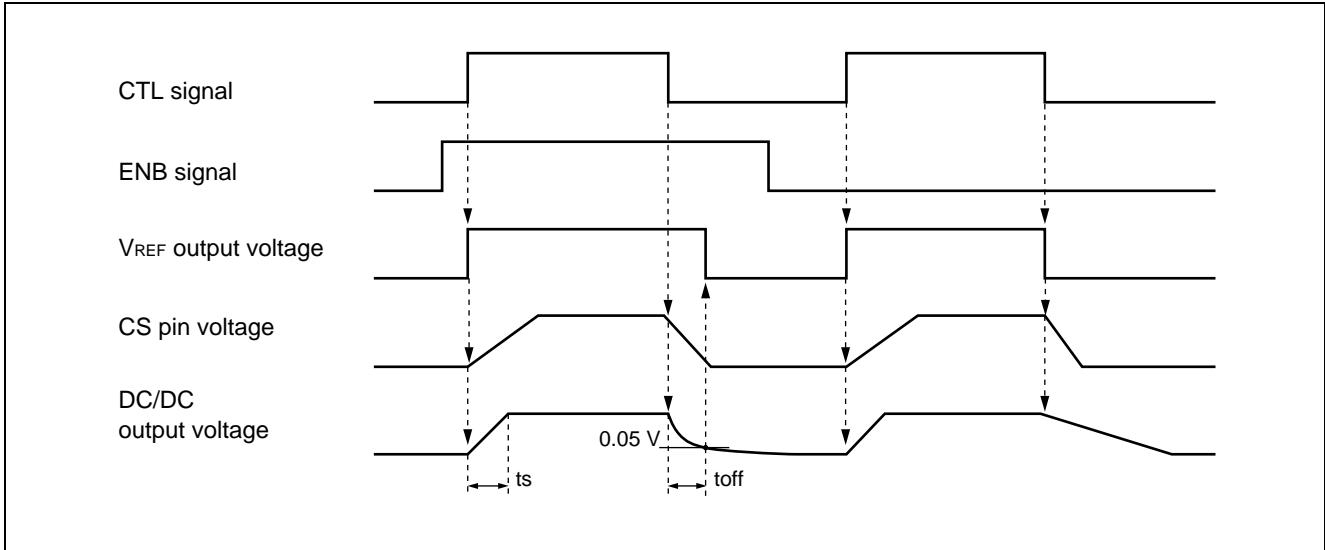 CTL signal
ENB signal
VREF output voltage
CS pin voltage
DC/DC
output voltage
0.05 V
ts
toff